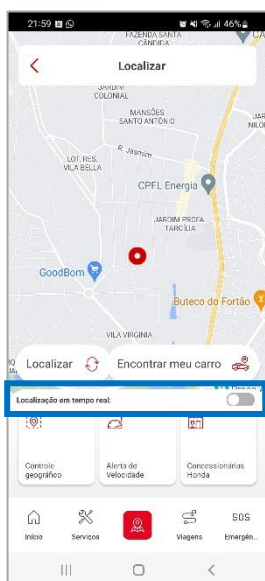 21:59
46%
FAZENDA SANTA
CÂNDIDA
Localizar
JARDIM
COLONIAL
MANSÕES
SANTO ANTÔNIO
LOT. RES.
VILA BELLA
R. Jasmim
CPFL Energia
JARDIM PROFA.
TARCÍLIA
GoodBom
Buteco do Fortão
VILA VIRGINIA
Localizar
Encontrar meu carro
Localização em tempo real:
Controle
geográfico
Alerta de
Velocidade
Concessionárias
Honda
Início
Serviços
Viagens
SOS
Emergên...